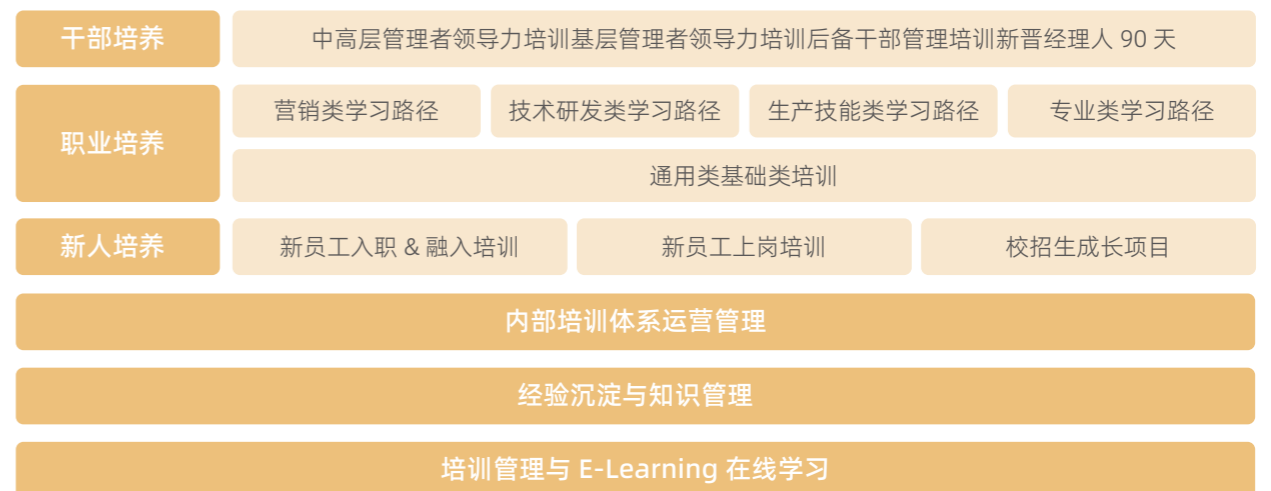 干部培养
中高层管理者领导力培训基层管理者领导力培训后备干部管理培训新晋经理人 90 天
职业培养
营销类学习路径
技术研发类学习路径
生产技能类学习路径
专业类学习路径
通用类基础类培训
新人培养
新员工入职 & 融入培训
新员工上岗培训
校招生成长项目
内部培训体系运营管理
经验沉淀与知识管理
培训管理与 E-Learning 在线学习